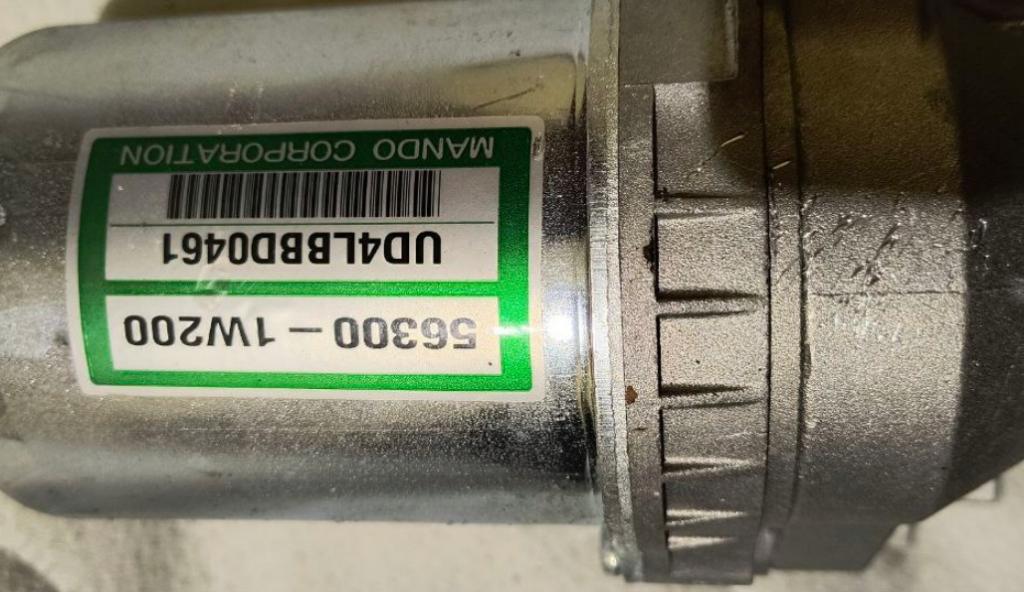 56300 - 1W200
UD4LBBD0461
MANDO CORPORATION